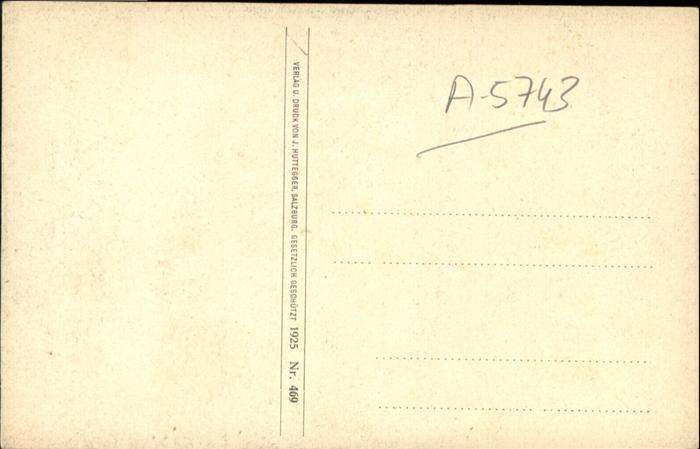 VERLAG U. DRUCK VON J. HUTTEGGER, SALZBURG. GESETZLICH GESCHÜTZT 1925 Nr. 469
A-5743